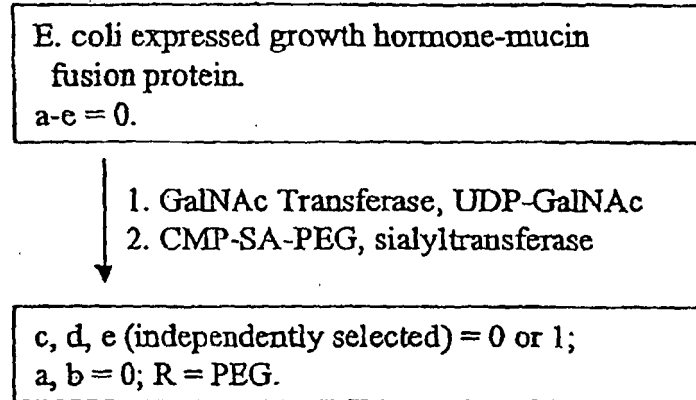 E. coli expressed growth hormone-mucin
fusion protein.
a-e = 0.
1. GalNAc Transferase, UDP-GalNAc
2. CMP-SA-PEG, sialyltransferase
c, d, e (independently selected) = 0 or 1;
a, b = 0; R = PEG.